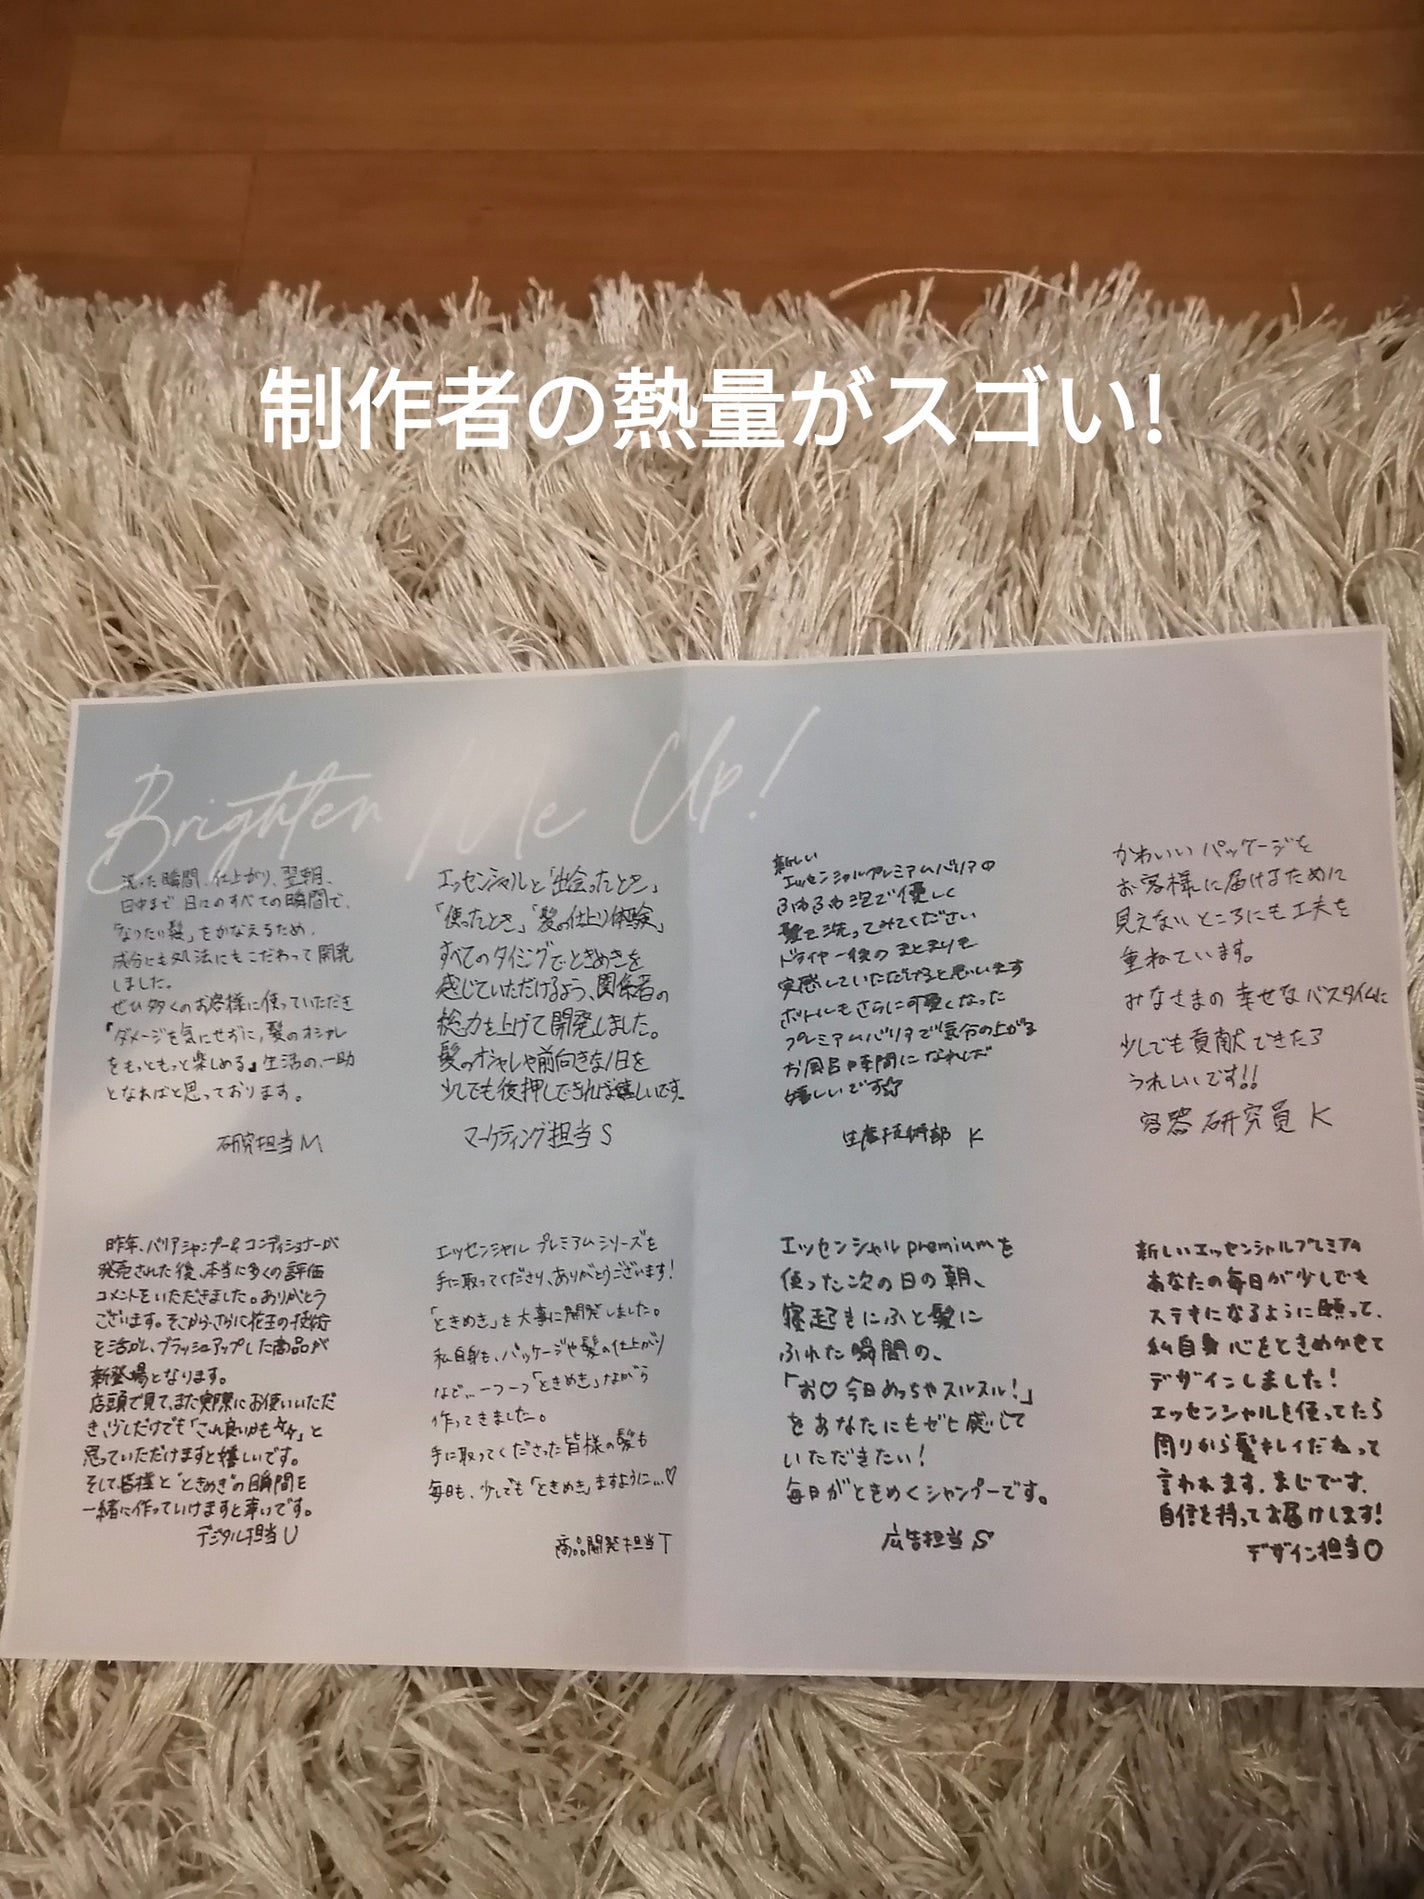 制作者の熱量がスゴい!
Brighten Me Up!
洗った瞬間、仕上がり、翌朝、
日中まで 目にのすべての瞬間で、
「なりたい髪」をかなえるため、
成分にも処法にもこだわって開発
しました。
ぜひ多くのお客様に使っていただき
『ダメージを気にせずに、髪のオシャレ
をもっともっと楽しめる』生活の、一助
となればと思っております。
研究担当 M
エッセンシャルと「出会ったとき」
「使ったとき」「髪の仕上り体験」
すべてのタイミングでときめきを
感じていただけるよう、関係者の
総力を上げて開発しました。
髪のオシャレや前向きな1日を
少しでも後押しできれば嬉しいです。
マーケティング担当 S
新しい
エッセンシャルプレミアムバリアの
ふわふわ泡で優しく
髪を洗ってみてください
ドライヤー後のまとまりを
実感していただけると思います
ボトルもさらに可愛くなった
プレミアムバリアで気分の上がる
お風呂時間になれしだ
嬉しいです☆
生産技術部 K
かわいいパッケージを
お客様に届けるために
見えないところにも工夫を
重ねています。
みなさまの幸せなバスタイムに
少しでも貢献できたら
うれしいです!!
容器研究員 K
昨年、バリアシャンプー& コンディショナーが
発売された後、本当に多くの評価
コメントをいただきました。ありがとう
ございます。そこから、さらに花王の技術
を活かし、ブラッシュアップした商品が
新登場となります。
店頭で見て、また実際にお使いいただ
き、少しだけでも「これ良いかも」と
思っていただけますと嬉しいです。
そして皆様と"ときめき"の瞬間を
一緒に作っていけますと幸いです。
デジタル担当 U
エッセンシャル プレミアムシリーズを
手に取ってくださり、ありがとうございます!
「ときめき」を大事に開発しました。
私自身も、パッケージや髪の仕上がり
など…一つ一つ「ときめき」ながら
作ってきました。
手に取ってくださった皆様の髪も
毎日も、少しでも「ときめき」ますように…♡
商品開発担当 T
エッセンシャル premiumを
使った次の日の朝、
寝起きにふと髪に
ふれた瞬間の、
「お♡今日めっちゃスルスル!」
をあなたにもゼヒ感じて
いただきたい!
毎日がときめくシャンプーです。
広告担当 S
新しいエッセンシャルプレミアム
あなたの毎日が少しでも
ステキになるように願って、
私自身 心をときめかせて
デザインしました!
エッセンシャルを使ってたら
周りから髪キレイだねって
言われます。まじです。
自信を持ってお届けします!
デザイン担当 O